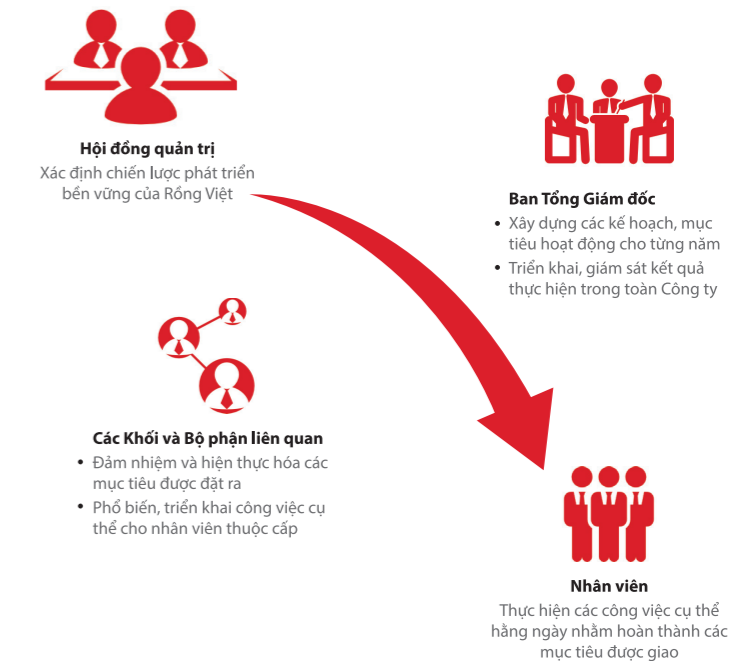 Hội đồng quản trị
Xác định chiến lược phát triển
bền vững của Rồng Việt
Ban Tổng Giám đốc
• Xây dựng các kế hoạch, mục
tiêu hoạt động cho từng năm
• Triển khai, giám sát kết quả
thực hiện trong toàn Công ty
Các Khối và Bộ phận liên quan
• Đảm nhiệm và hiện thực hóa các
mục tiêu được đặt ra
• Phổ biến, triển khai công việc cụ
thể cho nhân viên thuộc cấp
Nhân viên
Thực hiện các công việc cụ thể
hằng ngày nhằm hoàn thành các
mục tiêu được giao